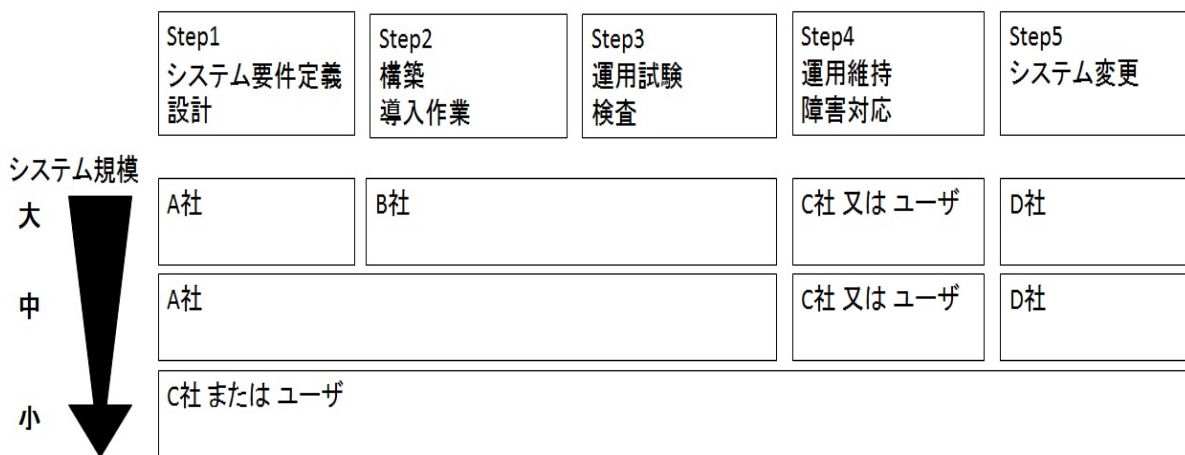 Step1
システム要件定義
設計
Step2
構築
導入作業
Step3
運用試験
検査
Step4
運用維持
障害対応
Step5
システム変更
システム規模
大
A社
B社
C社 又は ユーザ
D社
中
A社
C社 又は ユーザ
D社
小
C社 または ユーザ